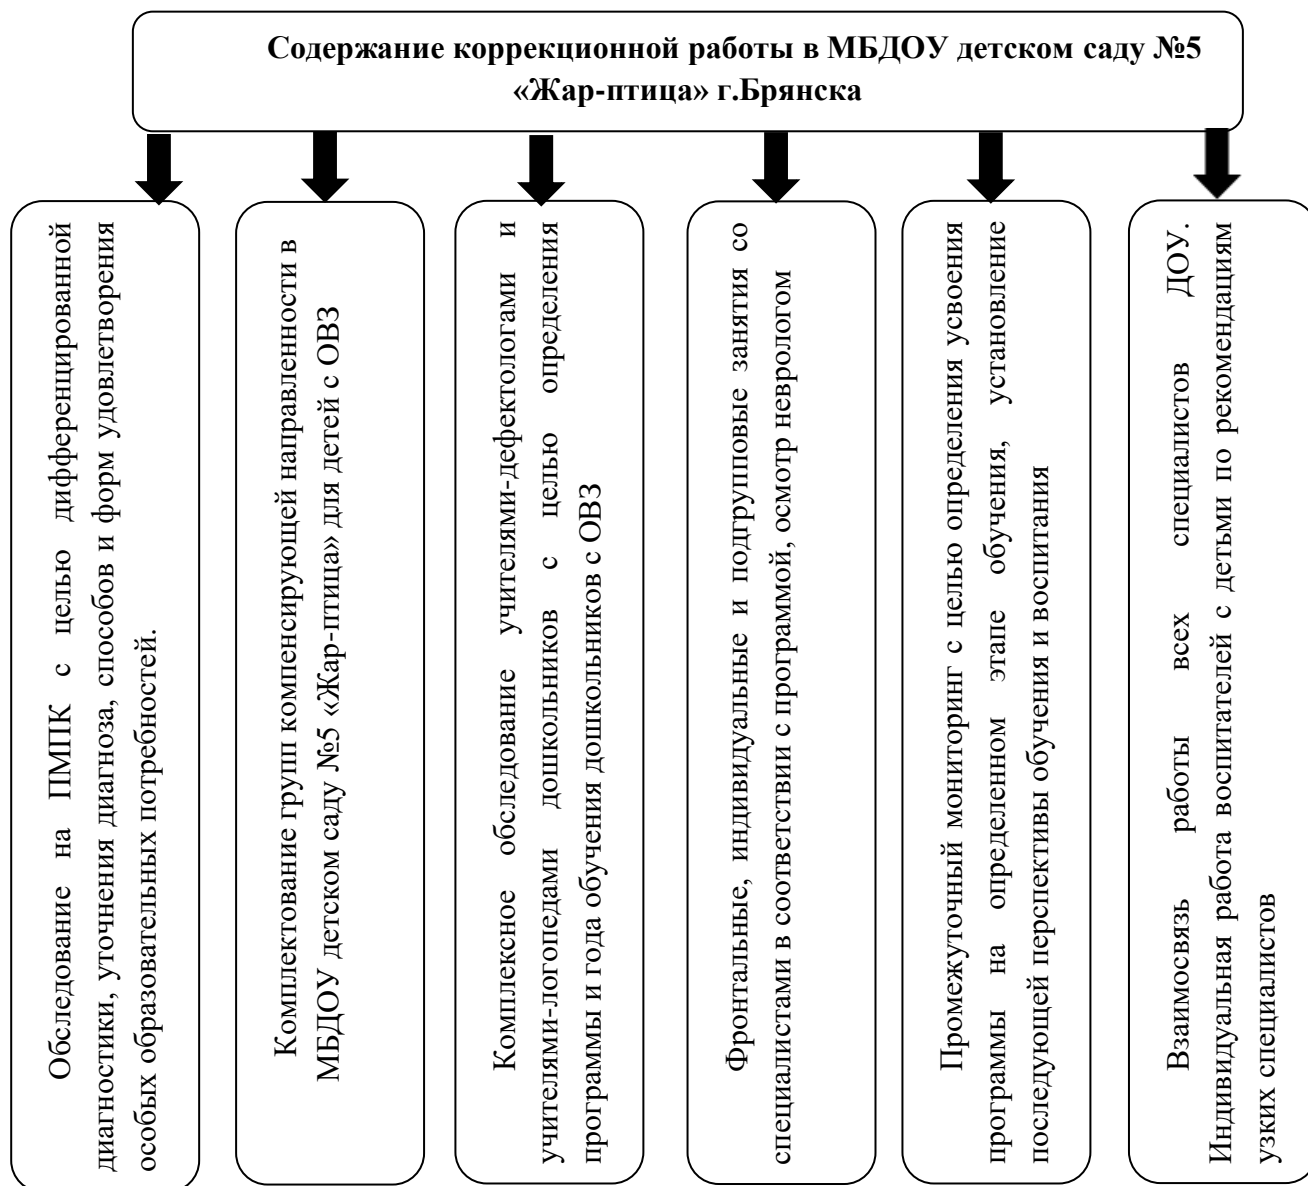 Содержание коррекционной работы в МБДОУ детском саду №5
«Жар-птица» г.Брянска
Обследование на ПМПК с целью дифференцированной
диагностики, уточнения диагноза, способов и форм удовлетворения
особых образовательных потребностей.
Комплектование групп компенсирующей направленности в
МБДОУ детском саду №5 «Жар-птица» для детей с ОВЗ
Комплексное обследование учителями-дефектологами и
учителями-логопедами дошкольников с целью определения
программы и года обучения дошкольников с ОВЗ
Фронтальные, индивидуальные и подгрупповые занятия со
специалистами в соответствии с программой, осмотр неврологом
Промежуточный мониторинг с целью определения усвоения
программы на определенном этапе обучения, установление
последующей перспективы обучения и воспитания
Взаимосвязь работы всех специалистов ДОУ.
Индивидуальная работа воспитателей с детьми по рекомендациям
узких специалистов